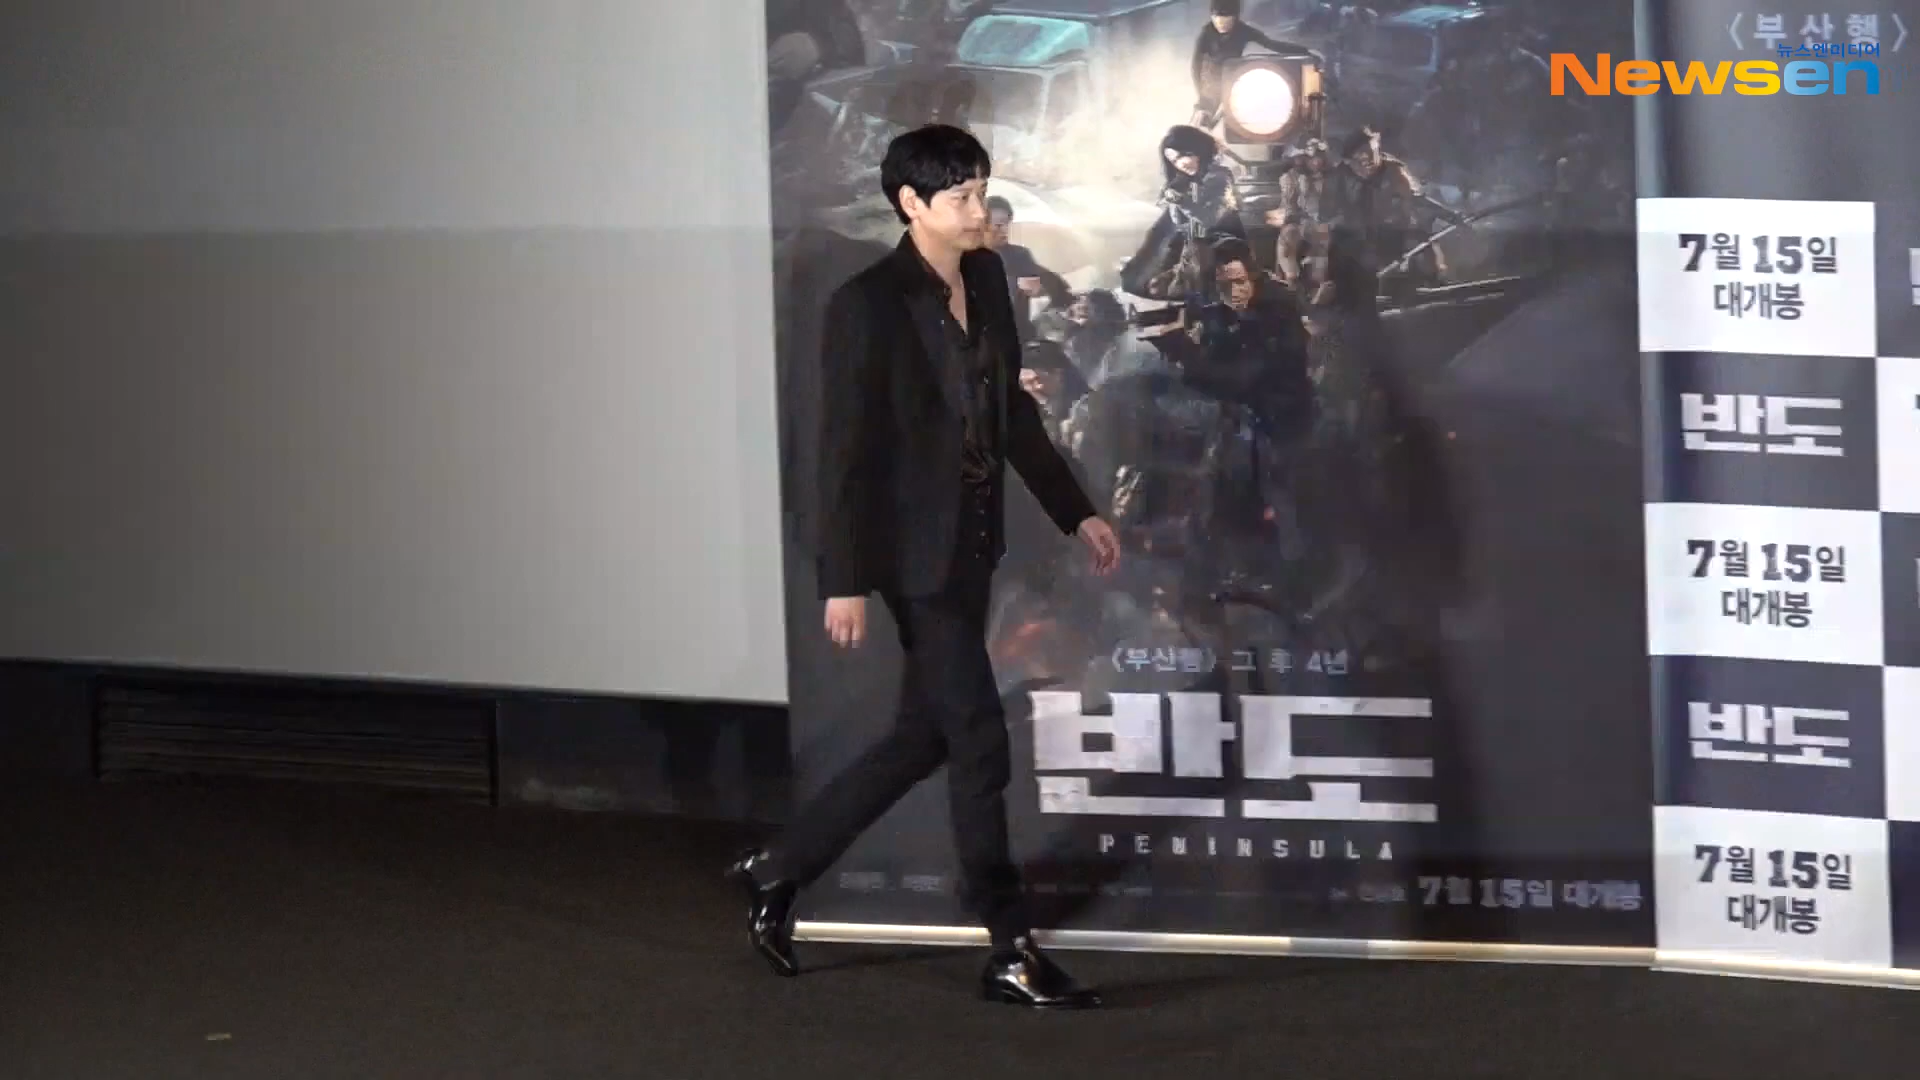 〈부산행〉
뉴스엔미디어
Newsen
7월 15일
대개봉
반도
7월 15일
대개봉
반도
7월 15일
대개봉
〈부산행〉 그 후 4년
반도
PENINSULA
7월 15일 대개봉